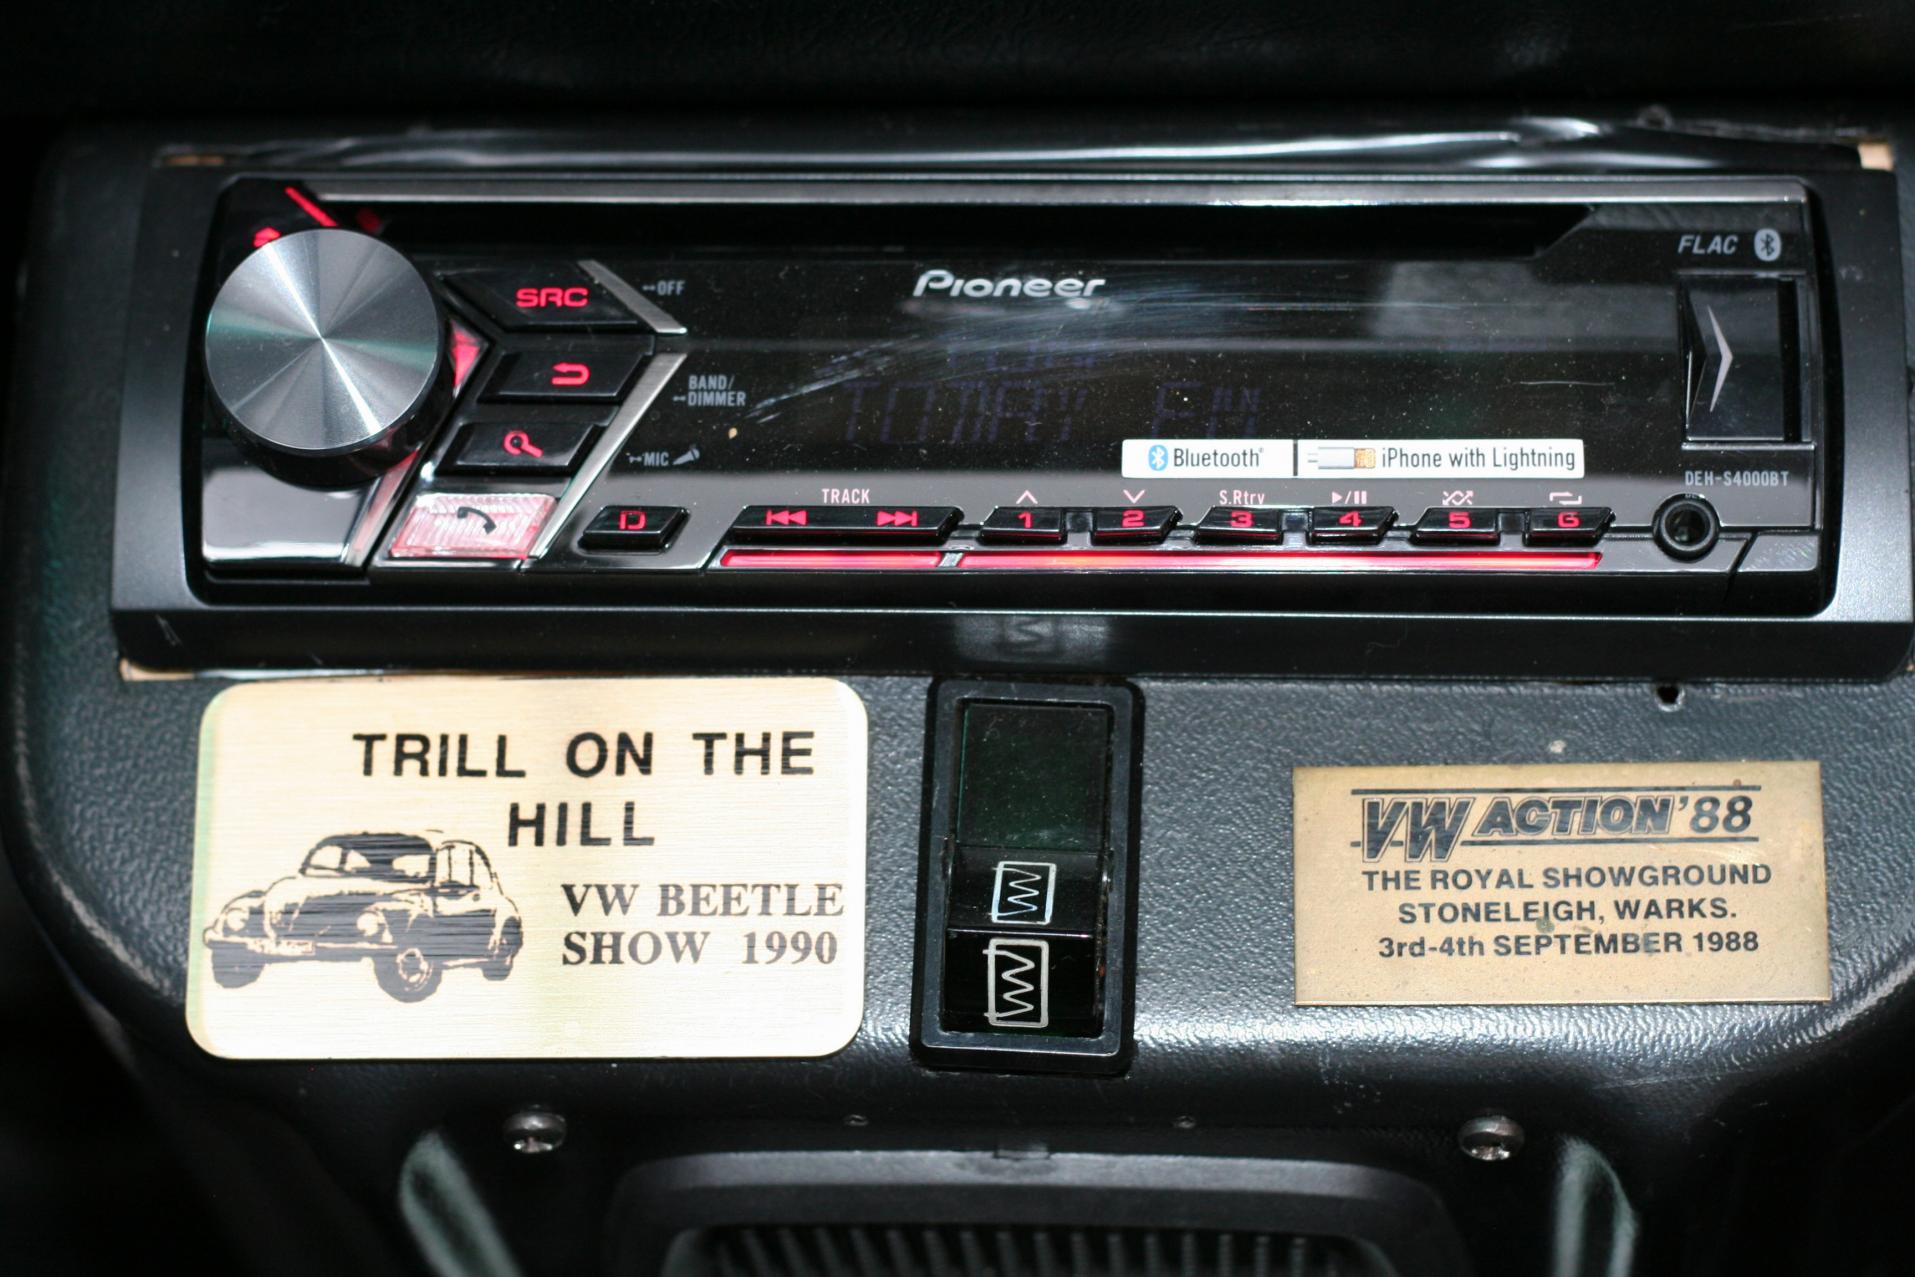 FLAC
Pioneer
SRC
OFF
BAND/
DIMMER
MIC
TODAY FM
Bluetooth®
iPhone with Lightning
DEH-S4000BT
TRACK
S.Rtrv
D
1
2
3
4
5
6
TRILL ON THE
HILL
VW BEETLE
SHOW 1990
VW ACTION '88
THE ROYAL SHOWGROUND
STONELEIGH, WARKS.
3rd-4th SEPTEMBER 1988